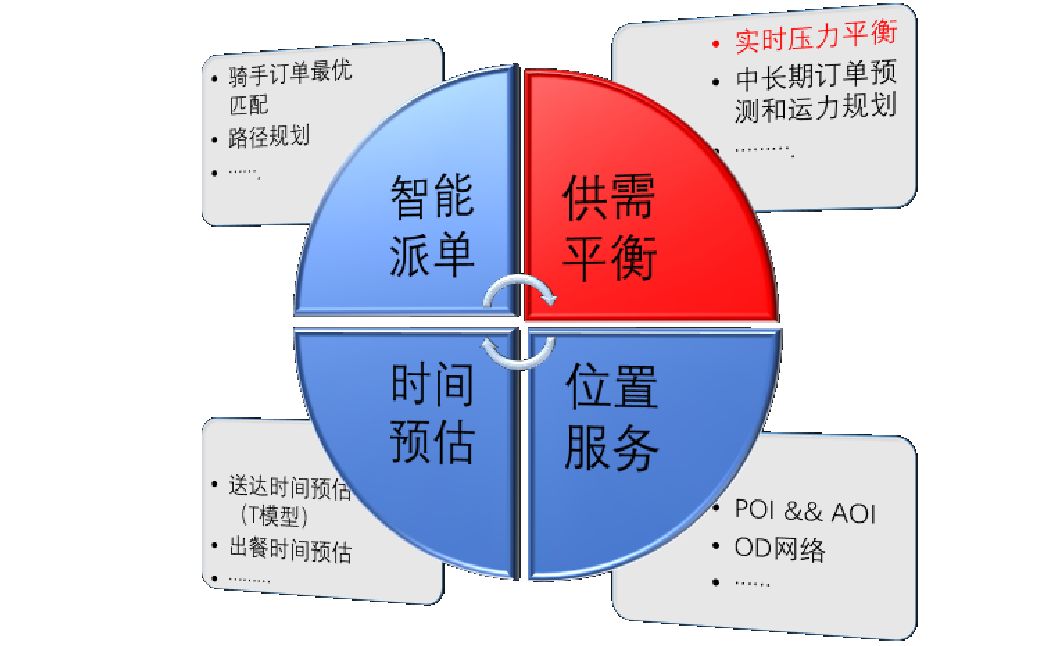 • 骑手订单最优
匹配
• 路径规划
• ……
智能
派单
• 实时压力平衡
• 中长期订单预
测和运力规划
• ………
供需
平衡
时间
预估
• 送达时间预估
（T模型）
• 出餐时间预估
• ………
位置
服务
• POI && AOI
• OD网络
• ……